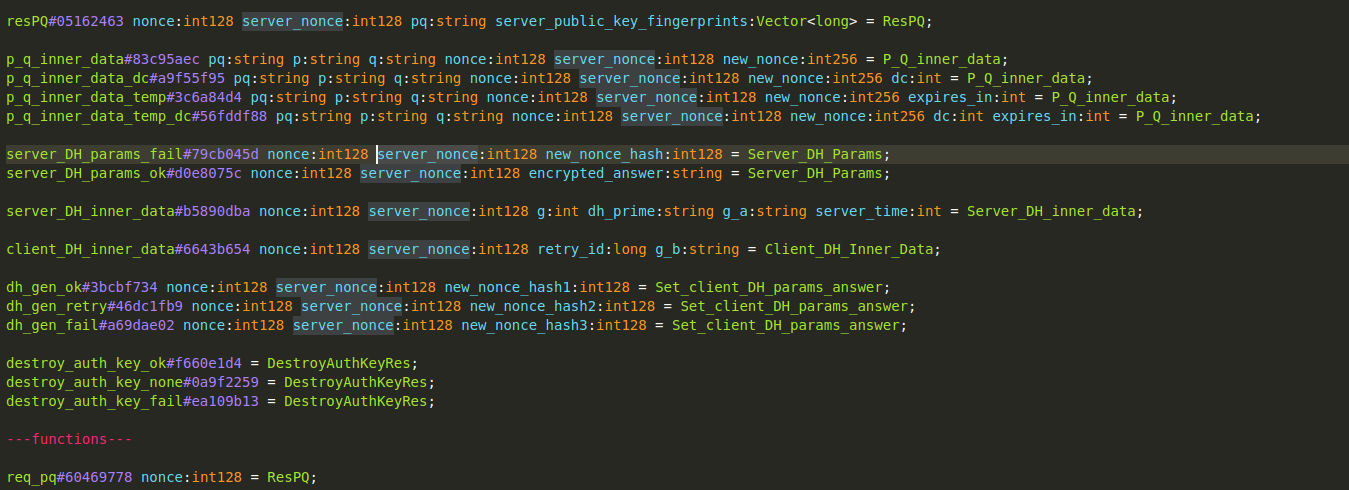 resPQ#05162463 nonce:int128 server_nonce:int128 pq:string server_public_key_fingerprints:Vector<long> = ResPQ;
p_q_inner_data#83c95aec pq:string p:string q:string nonce:int128 server_nonce:int128 new_nonce:int256 = P_Q_inner_data;
p_q_inner_data_dc#a9f55f95 pq:string p:string q:string nonce:int128 server_nonce:int128 new_nonce:int256 dc:int = P_Q_inner_data;
p_q_inner_data_temp#3c6a84d4 pq:string p:string q:string nonce:int128 server_nonce:int128 new_nonce:int256 expires_in:int = P_Q_inner_data;
p_q_inner_data_temp_dc#56fddf88 pq:string p:string q:string nonce:int128 server_nonce:int128 new_nonce:int256 dc:int expires_in:int = P_Q_inner_data;
server_DH_params_fail#79cb045d nonce:int128 server_nonce:int128 new_nonce_hash:int128 = Server_DH_Params;
server_DH_params_ok#d0e8075c nonce:int128 server_nonce:int128 encrypted_answer:string = Server_DH_Params;
server_DH_inner_data#b5890dba nonce:int128 server_nonce:int128 g:int dh_prime:string g_a:string server_time:int = Server_DH_inner_data;
client_DH_inner_data#6643b654 nonce:int128 server_nonce:int128 retry_id:long g_b:string = Client_DH_Inner_Data;
dh_gen_ok#3bcbf734 nonce:int128 server_nonce:int128 new_nonce_hash1:int128 = Set_client_DH_params_answer;
dh_gen_retry#46dc1fb9 nonce:int128 server_nonce:int128 new_nonce_hash2:int128 = Set_client_DH_params_answer;
dh_gen_fail#a69dae02 nonce:int128 server_nonce:int128 new_nonce_hash3:int128 = Set_client_DH_params_answer;
destroy_auth_key_ok#f660e1d4 = DestroyAuthKeyRes;
destroy_auth_key_none#0a9f2259 = DestroyAuthKeyRes;
destroy_auth_key_fail#ea109b13 = DestroyAuthKeyRes;
---functions---
req_pq#60469778 nonce:int128 = ResPQ;